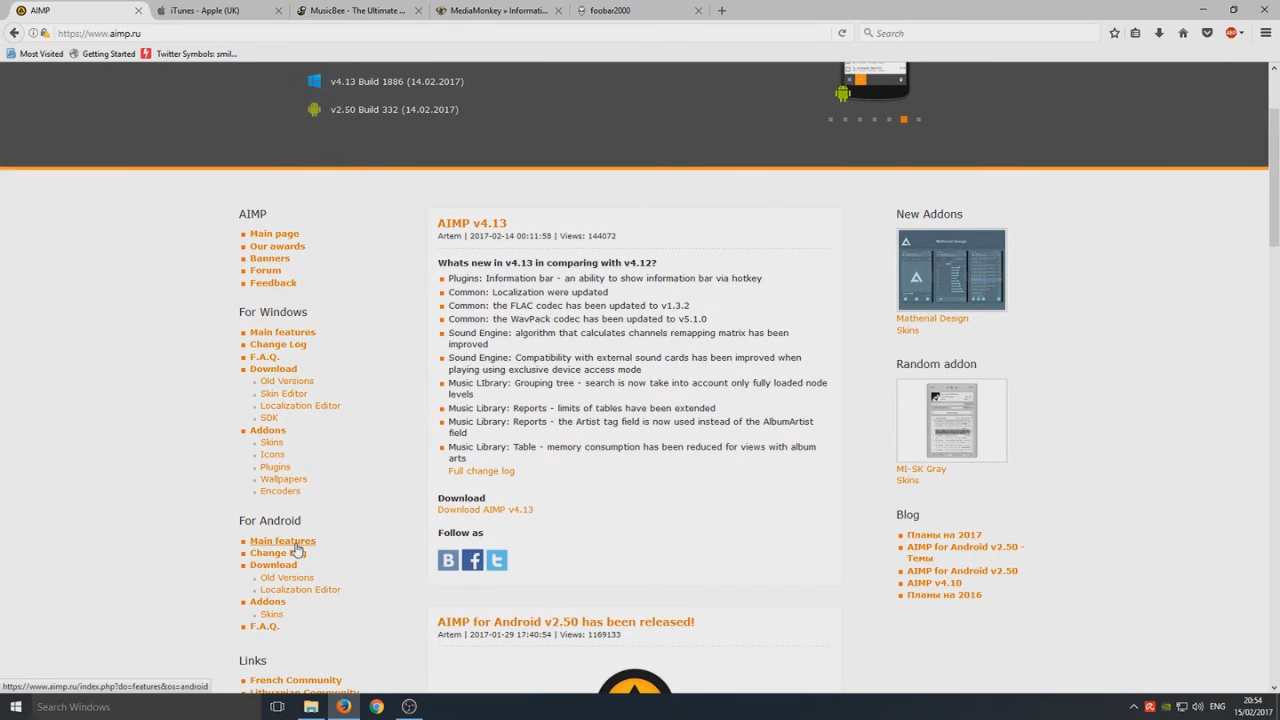 AIMP
iTunes - Apple (UK)
MusicBee - The Ultimate ...
MediaMonkey » Informati...
foobar2000
https://www.aimp.ru
Search
Most Visited
Getting Started
Twitter Symbols: smil...
v4.13 Build 1886 (14.02.2017)
v2.50 Build 332 (14.02.2017)
AIMP
Main page
Our awards
Banners
Forum
Feedback
For Windows
Main features
Change Log
F.A.Q.
Download
Old Versions
Skin Editor
Localization Editor
SDK
Addons
Skins
Icons
Plugins
Wallpapers
Encoders
For Android
Main features
Change
Download
Old Versions
Localization Editor
Addons
Skins
F.A.Q.
Links
French Community
Lithuanian Community
AIMP v4.13
Artem | 2017-02-14 00:11:58 | Views: 144072
Whats new in v4.13 in comparing with v4.12?
Plugins: Information bar - an ability to show information bar via hotkey
Common: Localization were updated
Common: the FLAC codec has been updated to v1.3.2
Common: the WavPack codec has been updated to v5.1.0
Sound Engine: algorithm that calculates channels remapping matrix has been
improved
Sound Engine: Compatibility with external sound cards has been improved when
playing using exclusive device access mode
Music LIbrary: Grouping tree - search is now take into account only fully loaded node
levels
Music Library: Reports - limits of tables have been extended
Music Library: Reports - the Artist tag field is now used instead of the AlbumArtist
field
Music Library: Table - memory consumption has been reduced for views with album
arts
Full change log
Download
Download AIMP v4.13
Follow as
AIMP for Android v2.50 has been released!
Artem | 2017-01-29 17:40:54 | Views: 1169133
New Addons
Matherial Design
Skins
Random addon
MI-SK Gray
Skins
Blog
Планы на 2017
AIMP for Android v2.50 -
Темы
AIMP for Android v2.50
AIMP v4.10
Планы на 2016
https://www.aimp.ru/index.php?do=features&os=android
Search Windows
ENG
20:54
15/02/2017